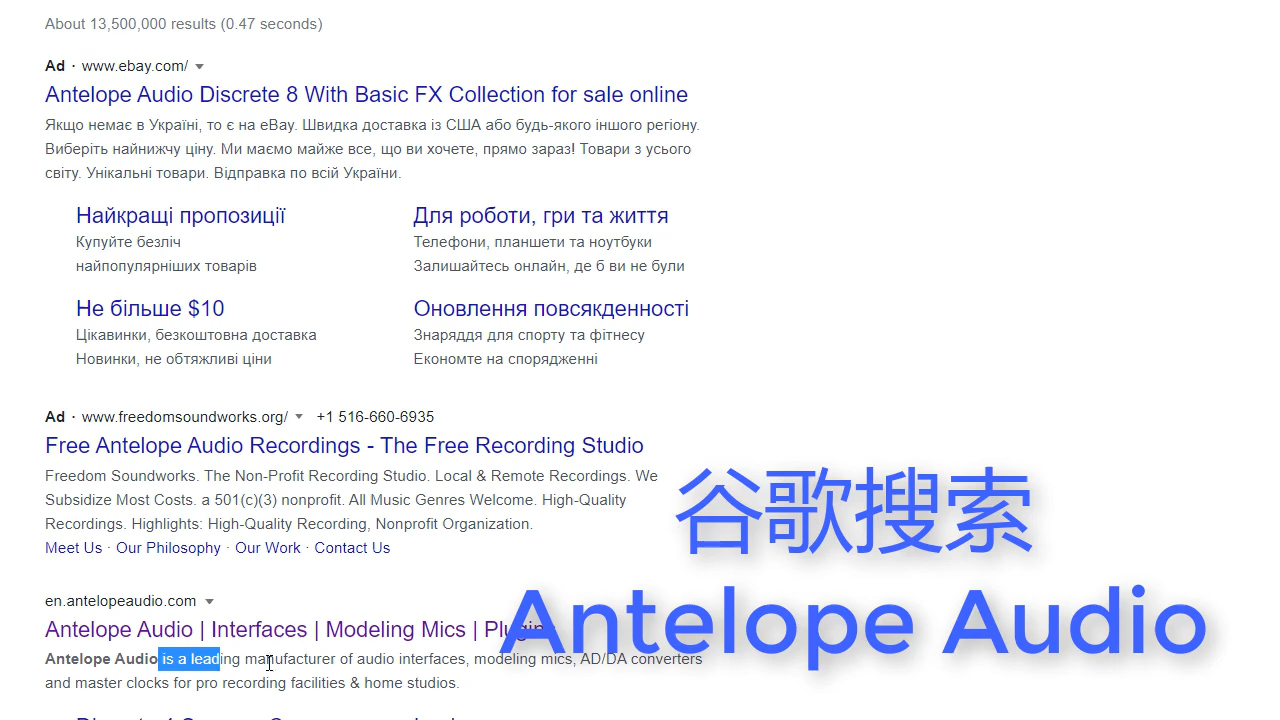 About 13,500,000 results (0.47 seconds)
Ad · www.ebay.com/
Antelope Audio Discrete 8 With Basic FX Collection for sale online
Якщо немає в Україні, то є на eBay. Швидка доставка із США або будь-якого іншого регіону.
Виберіть найнижчу ціну. Ми маємо майже все, що ви хочете, прямо зараз! Товари з усього
світу. Унікальні товари. Відправка по всій України.
Найкращі пропозиції
Купуйте безліч
найпопулярніших товарів
Для роботи, гри та життя
Телефони, планшети та ноутбуки
Залишайтесь онлайн, де б ви не були
Не більше $10
Цікавинки, безкоштовна доставка
Новинки, не обтяжливі ціни
Оновлення повсякденності
Знаряддя для спорту та фітнесу
Економте на спорядженні
Ad · www.freedomsoundworks.org/ +1 516-660-6935
Free Antelope Audio Recordings - The Free Recording Studio
Freedom Soundworks. The Non-Profit Recording Studio. Local & Remote Recordings. We
Subsidize Most Costs. a 501(c)(3) nonprofit. All Music Genres Welcome. High-Quality
Recordings. Highlights: High-Quality Recording, Nonprofit Organization.
Meet Us · Our Philosophy · Our Work · Contact Us
en.antelopeaudio.com
Antelope Audio | Interfaces | Modeling Mics | Plugins
Antelope Audio is a leading manufacturer of audio interfaces, modeling mics, AD/DA converters
and master clocks for pro recording facilities & home studios.
谷歌搜索
Antelope Audio